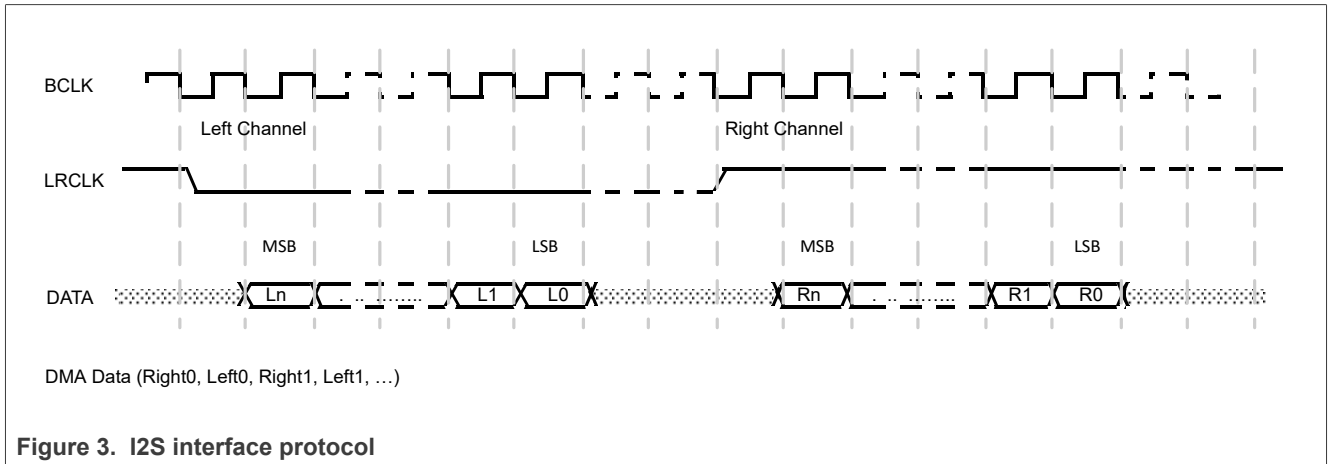 BCLK
Left Channel Right Channel
LRCLK
MSB LSB MSB LSB
DATA Ln . .. ........ L1 L0 Rn . .. ........ R1 R0
DMA Data (Right0, Left0, Right1, Left1, …)
Figure 3. I2S interface protocol